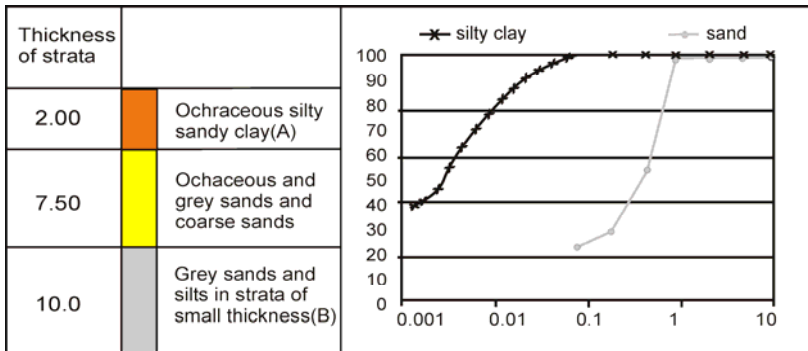 Thickness
of strata
2.00
Ochraceous silty
sandy clay(A)
7.50
Ochaceous and
grey sands and
coarse sands
10.0
Grey sands and
silts in strata of
small thickness(B)
silty clay
sand
100
90
80
70
60
50
40
30
20
10
0
0.001
0.01
0.1
1
10